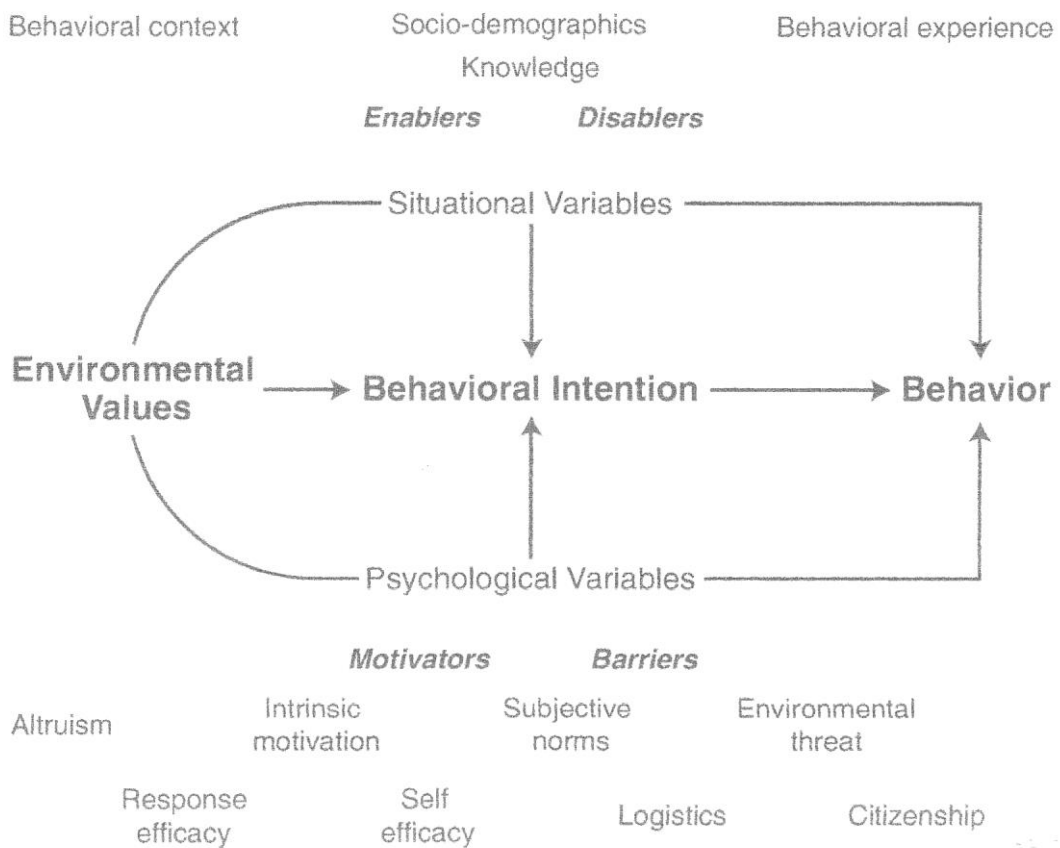 Behavioral context Socio-demographics Behavioral experience
Knowledge
Enablers Disablers
Situational Variables
Environmental
Values
Behavioral Intention
Behavior
Psychological Variables
Motivators Barriers
Altruism
Intrinsic
motivation
Subjective
norms
Environmental
threat
Response
efficacy
Self
efficacy
Logistics
Citizenship